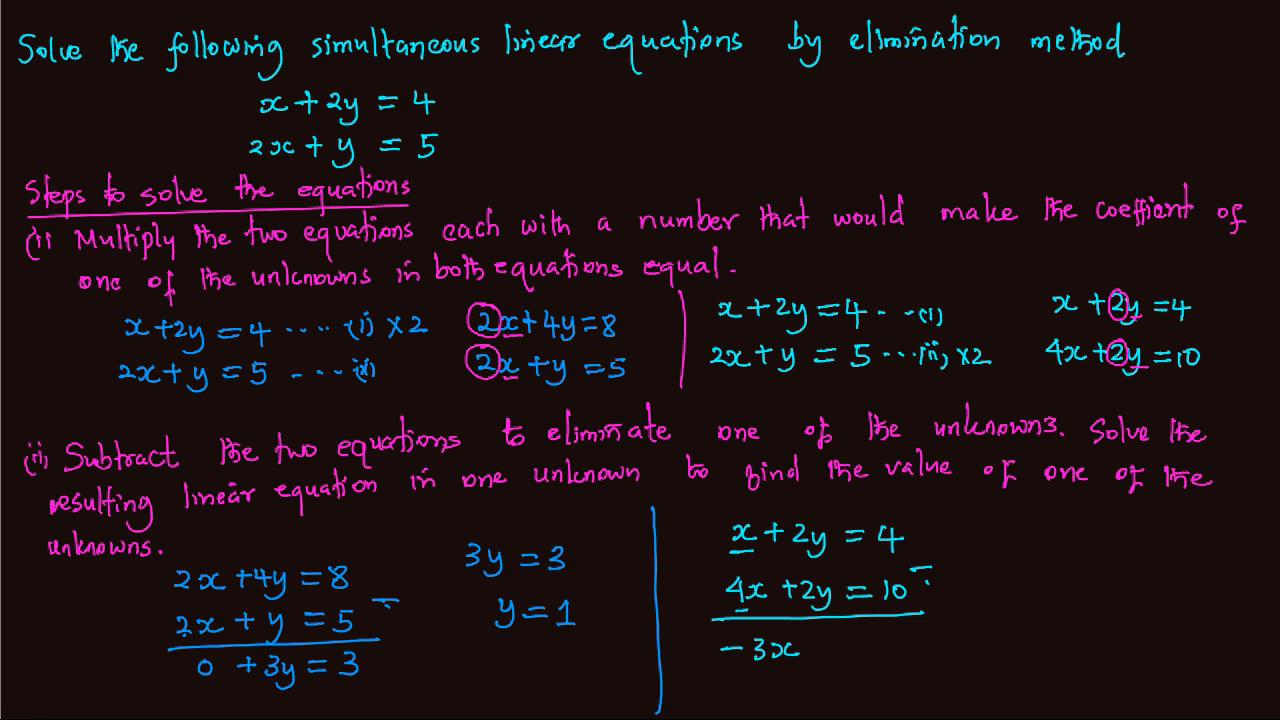 Solve the following simultaneous linear equations by elimination method
x + 2y = 4
2x + y = 5
Steps to solve the equations
(i) Multiply the two equations each with a number that would make the coeffient of
one of the unknowns in both equations equal.
x + 2y = 4 ..... (i) x2
2x + y = 5 - ... (ii)
2x + 4y = 8
2x + y = 5
x + 2y = 4 - - (i)
2x + y = 5 ... (ii) x2
x + 2y = 4
4x + 2y = 10
(ii) Subtract the two equations to eliminate one of the unknowns. Solve the
resulting linear equation in one unknown to find the value of one of the
unknowns.
2x + 4y = 8
2x + y = 5 -
0 + 3y = 3
3y = 3
y = 1
x + 2y = 4
4x + 2y = 10 -
- 3x